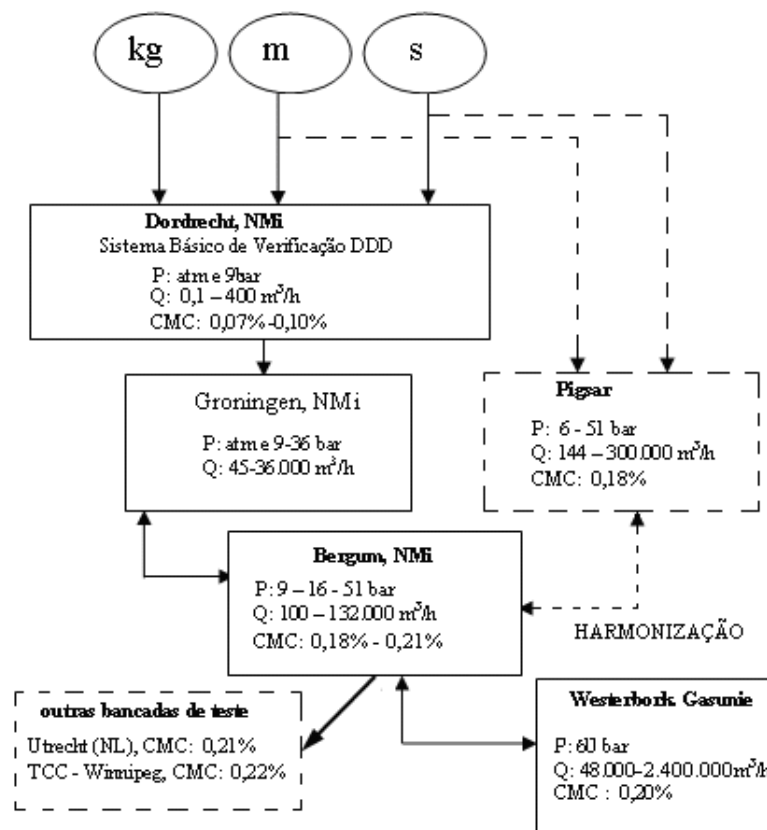 kg
m
s
Dordrecht, NMi
Sistema Básico de Verificação DDD
P: atm e 9bar
Q: 0,1 – 400 m³/h
CMC: 0,07%-0,10%
Groningen, NMi
P: atm e 9-36 bar
Q: 45-36.000 m³/h
Pigsar
P: 6 - 51 bar
Q: 144 – 300.000 m³/h
CMC: 0,18%
Bergum, NMi
P: 9 – 16 - 51 bar
Q: 100 – 132.000 m³/h
CMC: 0,18% - 0,21%
HARMONIZAÇÃO
outras bancadas de teste
Utrecht (NL), CMC: 0,21%
TCC - Winnipeg, CMC: 0,22%
Westerbork. Gasunie
P: 60 bar
Q: 48.000-2.400.000m³/h
CMC : 0,20%